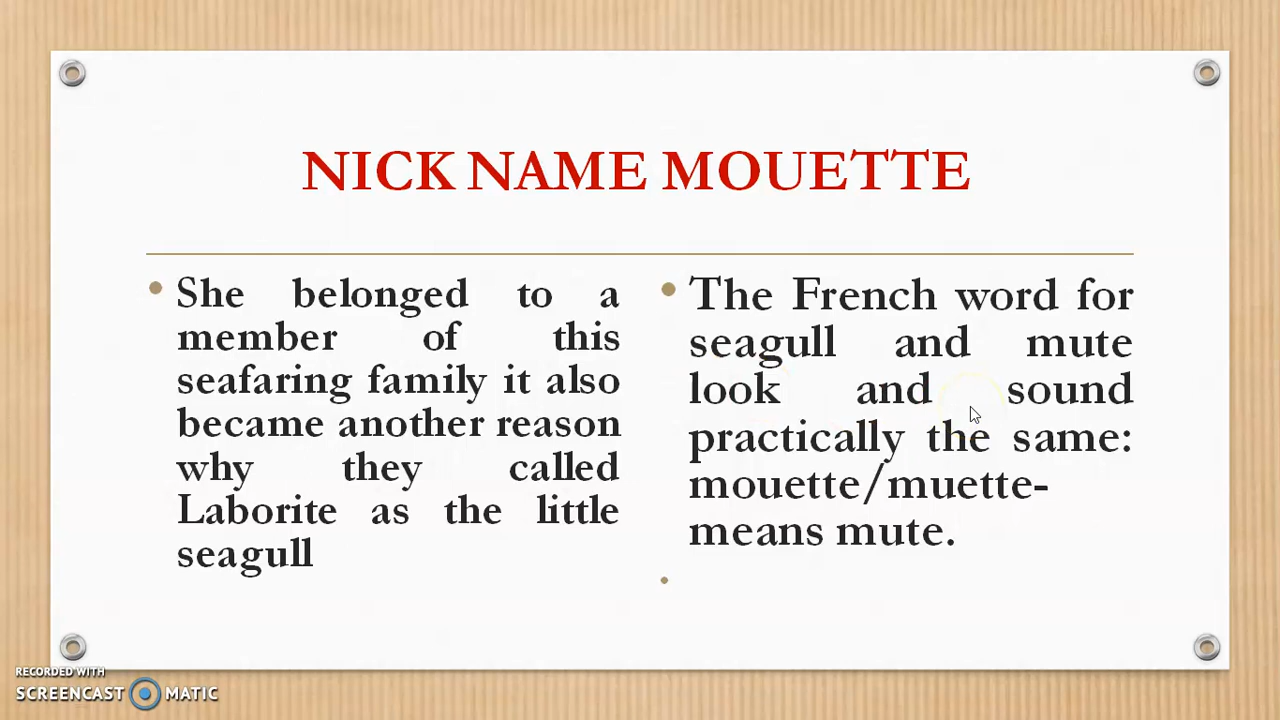 NICK NAME MOUETTE
She belonged to a
member of this
seafaring family it also
became another reason
why they called
Laborite as the little
seagull
The French word for
seagull and mute
look and sound
practically the same:
mouette/muette-
means mute.
RECORDED WITH
SCREENCAST MATIC